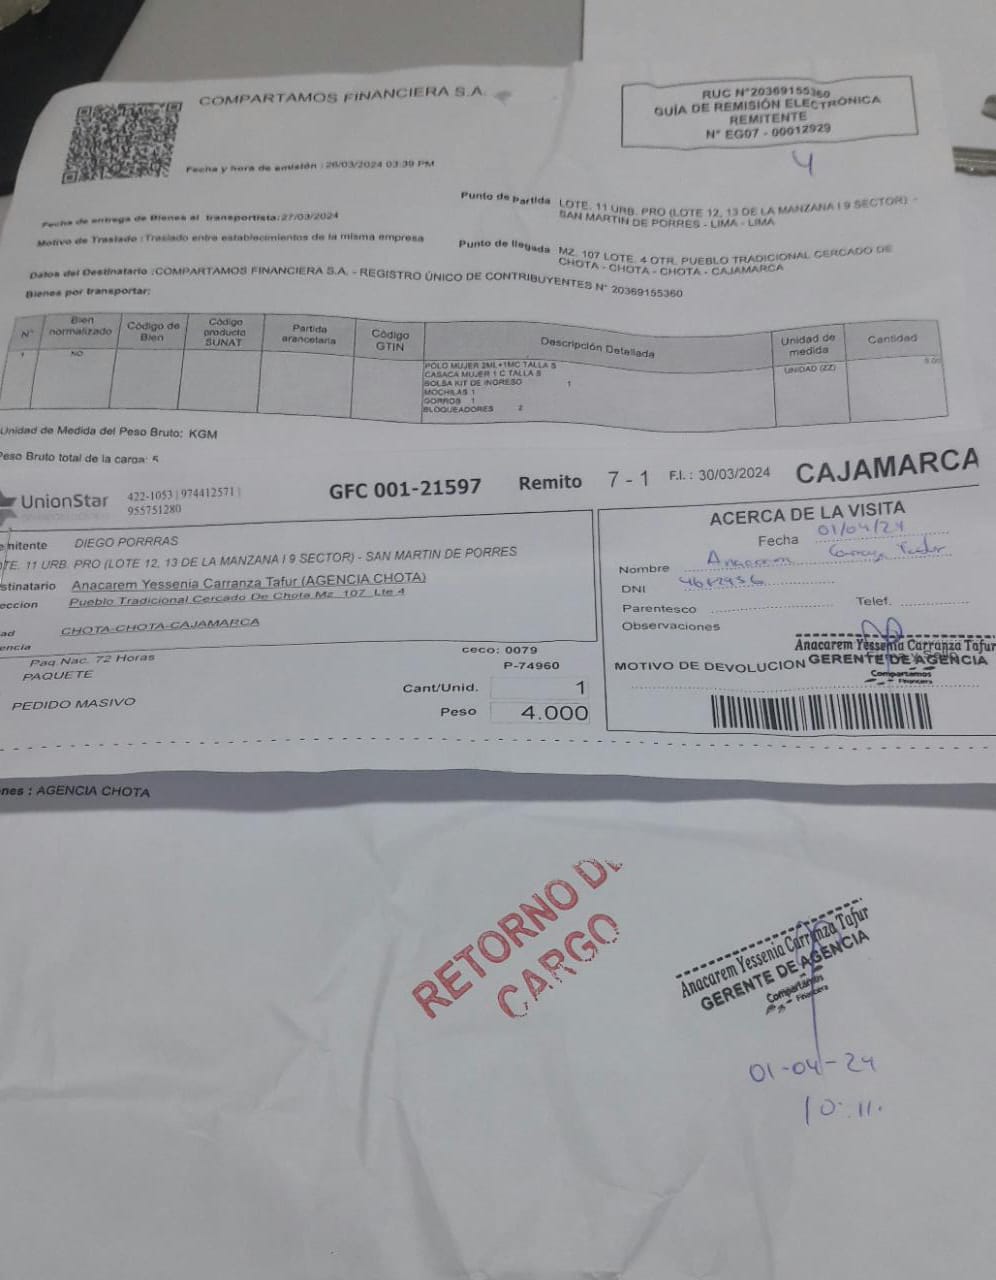 COMPARTAMOS FINANCIERA S.A.
RUC N°20369155360
GUÍA DE REMISIÓN ELECTRÓNICA
REMITENTE
N° EG07 - 00012929
4
Fecha y hora de emisión : 26/03/2024 03:39 PM
Fecha de entrega de Bienes al transportista:27/03/2024
Punto de partida LOTE. 11 URB. PRO (LOTE 12, 13 DE LA MANZANA I 9 SECTOR) -
SAN MARTIN DE PORRES - LIMA - LIMA
Motivo de Traslado :Traslado entre establecimientos de la misma empresa
Punto de llegada MZ. 107 LOTE. 4 OTR. PUEBLO TRADICIONAL CERCADO DE
CHOTA - CHOTA - CHOTA - CAJAMARCA
Datos del Destinatario :COMPARTAMOS FINANCIERA S.A. - REGISTRO ÚNICO DE CONTRIBUYENTES N° 20369155360
Bienes por transportar:
N° Bien normalizado Código de Bien Código producto SUNAT Partida arancelaria Código GTIN Descripción Detallada Unidad de medida Cantidad
1 NO POLO MUJER 2ML+1MC TALLA S UNIDAD (ZZ)
CASACA MUJER 1 C TALLA S
BOLSA KIT DE INGRESO 1
MOCHILAS 1
GORROS 1
BLOQUEADORES 2
Unidad de Medida del Peso Bruto: KGM
Peso Bruto total de la carga: 5
UnionStar 422-1053 | 974412571 |
955751280
GFC 001-21597 Remito 7 - 1 F.I.: 30/03/2024 CAJAMARCA
mitente DIEGO PORRRAS
TE. 11 URB. PRO (LOTE 12, 13 DE LA MANZANA I 9 SECTOR) - SAN MARTIN DE PORRES
stinatario Anacarem Yessenia Carranza Tafur (AGENCIA CHOTA)
eccion Pueblo Tradicional Cercado De Chota Mz 107 Lte 4
ad CHOTA-CHOTA-CAJAMARCA
encia Paq Nac. 72 Horas
PAQUETE
PEDIDO MASIVO
ceco: 0079
P-74960
Cant/Unid. 1
Peso 4.000
ACERCA DE LA VISITA
Fecha 01/04/24
Nombre Anacarem
DNI
Parentesco Telef.
Observaciones
Anacarem Yessenia Carranza Tafur
GERENTE DE AGENCIA
Compartamos
Financiera
MOTIVO DE DEVOLUCION
nes : AGENCIA CHOTA
RETORNO DE
CARGO
Anacarem Yessenia Carranza Tafur
GERENTE DE AGENCIA
Compartamos
Financiera
01-04-24
10:11.